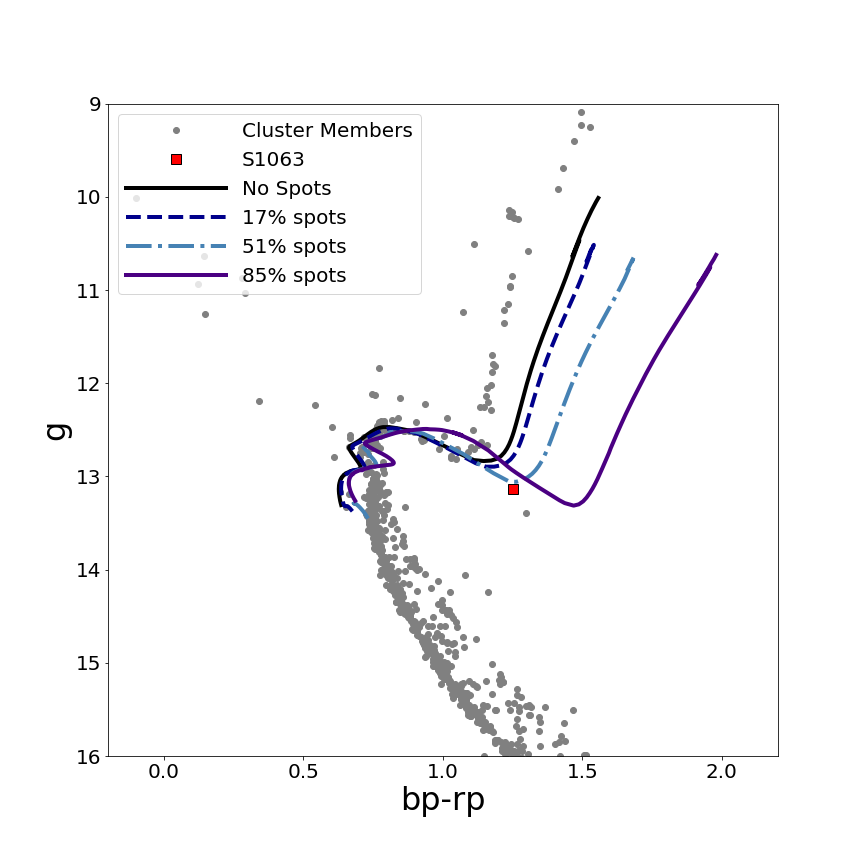 9
10
11
12
13
14
15
16
g
Cluster Members
S1063
No Spots
17% spots
51% spots
85% spots
0.0 0.5 1.0 1.5 2.0
bp-rp